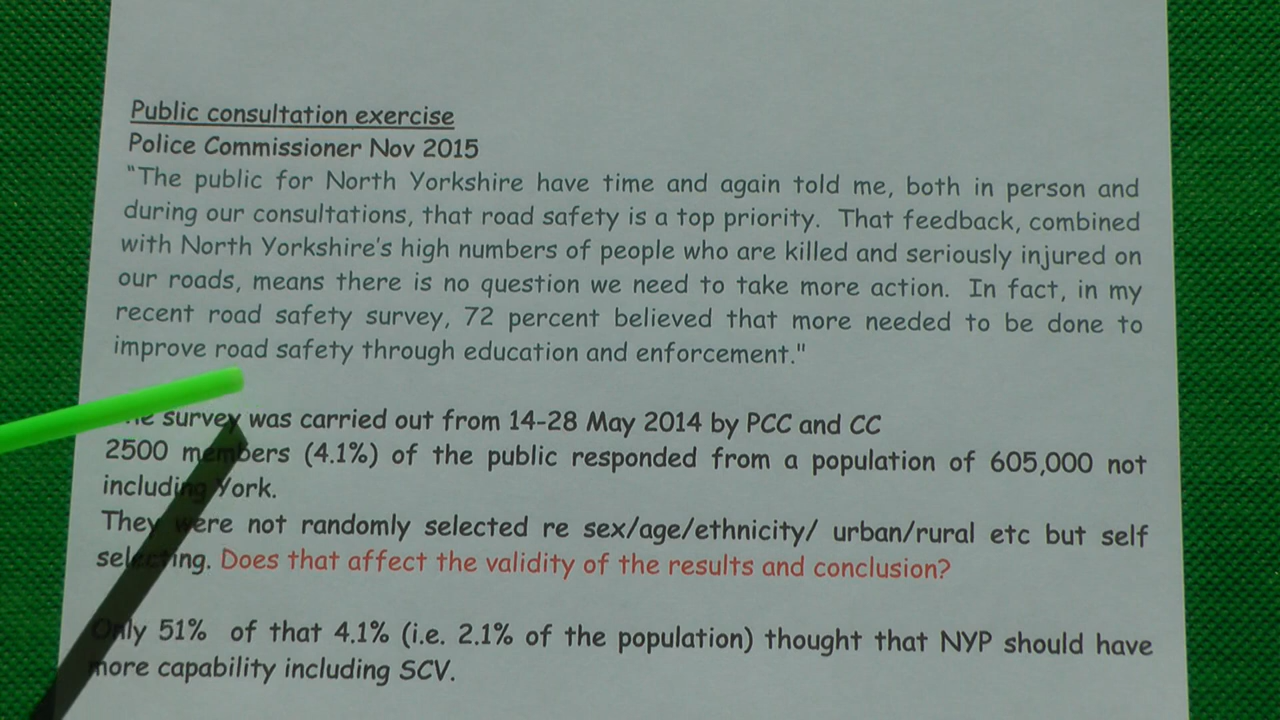 Public consultation exercise
Police Commissioner Nov 2015
"The public for North Yorkshire have time and again told me, both in person and
during our consultations, that road safety is a top priority. That feedback, combined
with North Yorkshire's high numbers of people who are killed and seriously injured on
our roads, means there is no question we need to take more action. In fact, in my
recent road safety survey, 72 percent believed that more needed to be done to
improve road safety through education and enforcement."
survey was carried out from 14-28 May 2014 by PCC and CC
2500 members (4.1%) of the public responded from a population of 605,000 not
including York.
They were not randomly selected re sex/age/ethnicity/ urban/rural etc but self
selecting. Does that affect the validity of the results and conclusion?
Only 51% of that 4.1% (i.e. 2.1% of the population) thought that NYP should have
more capability including SCV.